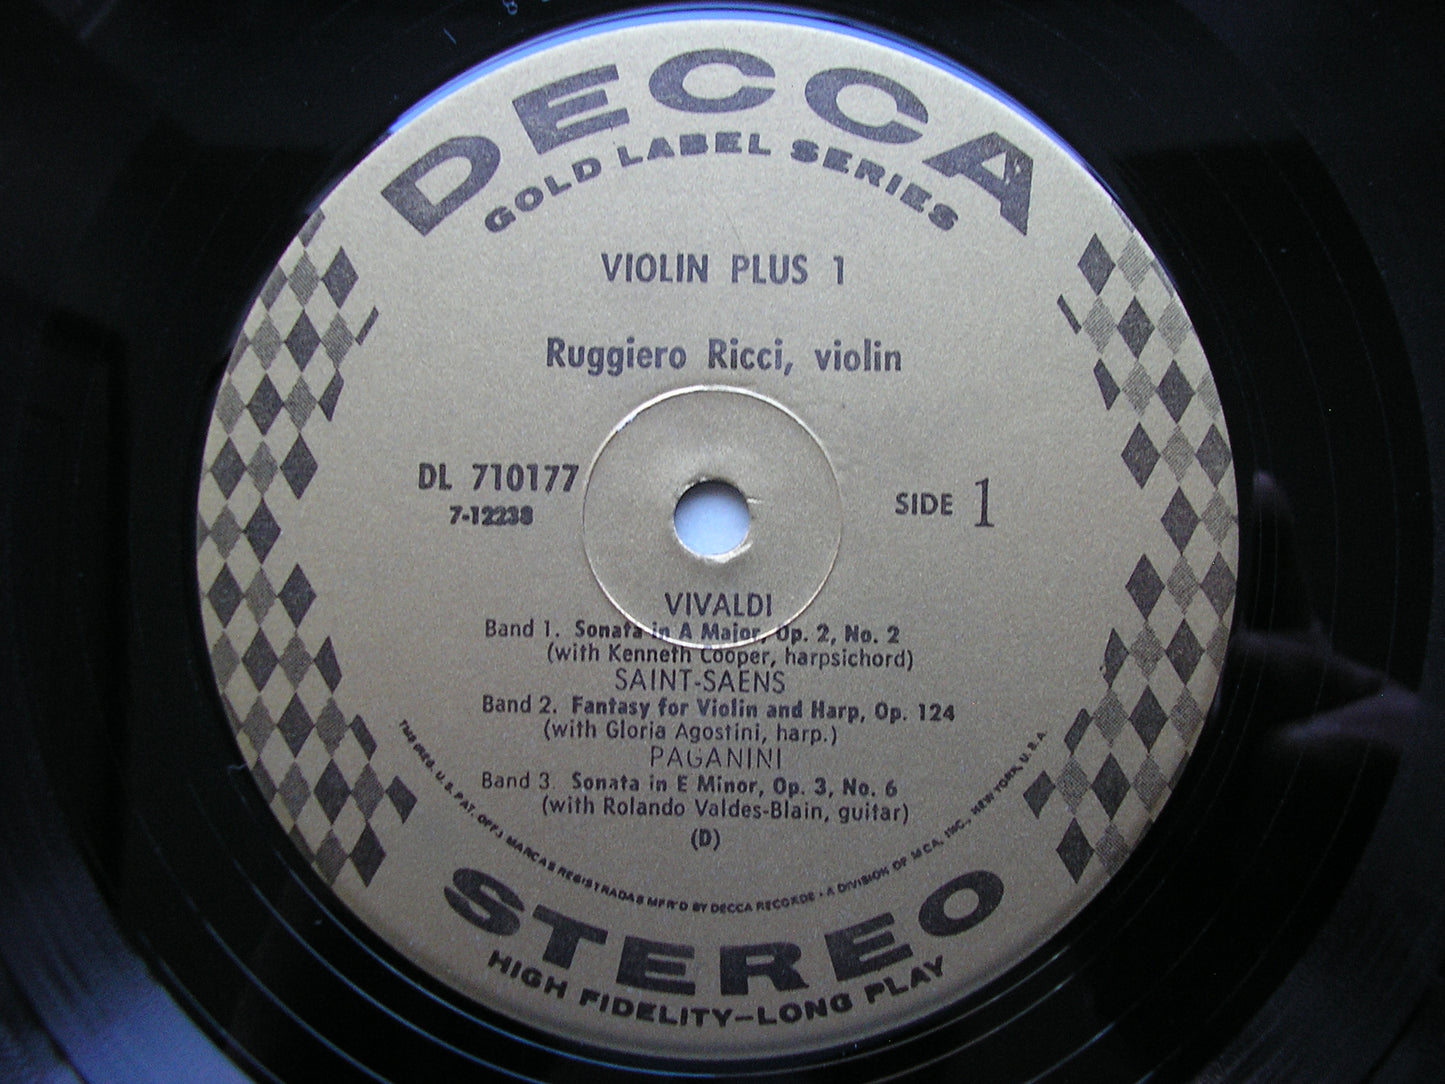 DECCA
GOLD LABEL SERIES
VIOLIN PLUS 1
Ruggiero Ricci, violin
DL 710177
7-12238
SIDE 1
VIVALDI
Band 1. Sonata in A Major, Op. 2, No. 2
(with Kenneth Cooper, harpsichord)
SAINT-SAENS
Band 2. Fantasy for Violin and Harp, Op. 124
(with Gloria Agostini, harp.)
PAGANINI
Band 3. Sonata in E Minor, Op. 3, No. 6
(with Rolando Valdes-Blain, guitar)
(D)
TMS REG. U.S. PAT. OFF., MARCAS REGISTRADAS MFR'D BY DECCA RECORDS • A DIVISION OF MCA, INC., NEW YORK, U.S.A.
STEREO
HIGH FIDELITY—LONG PLAY